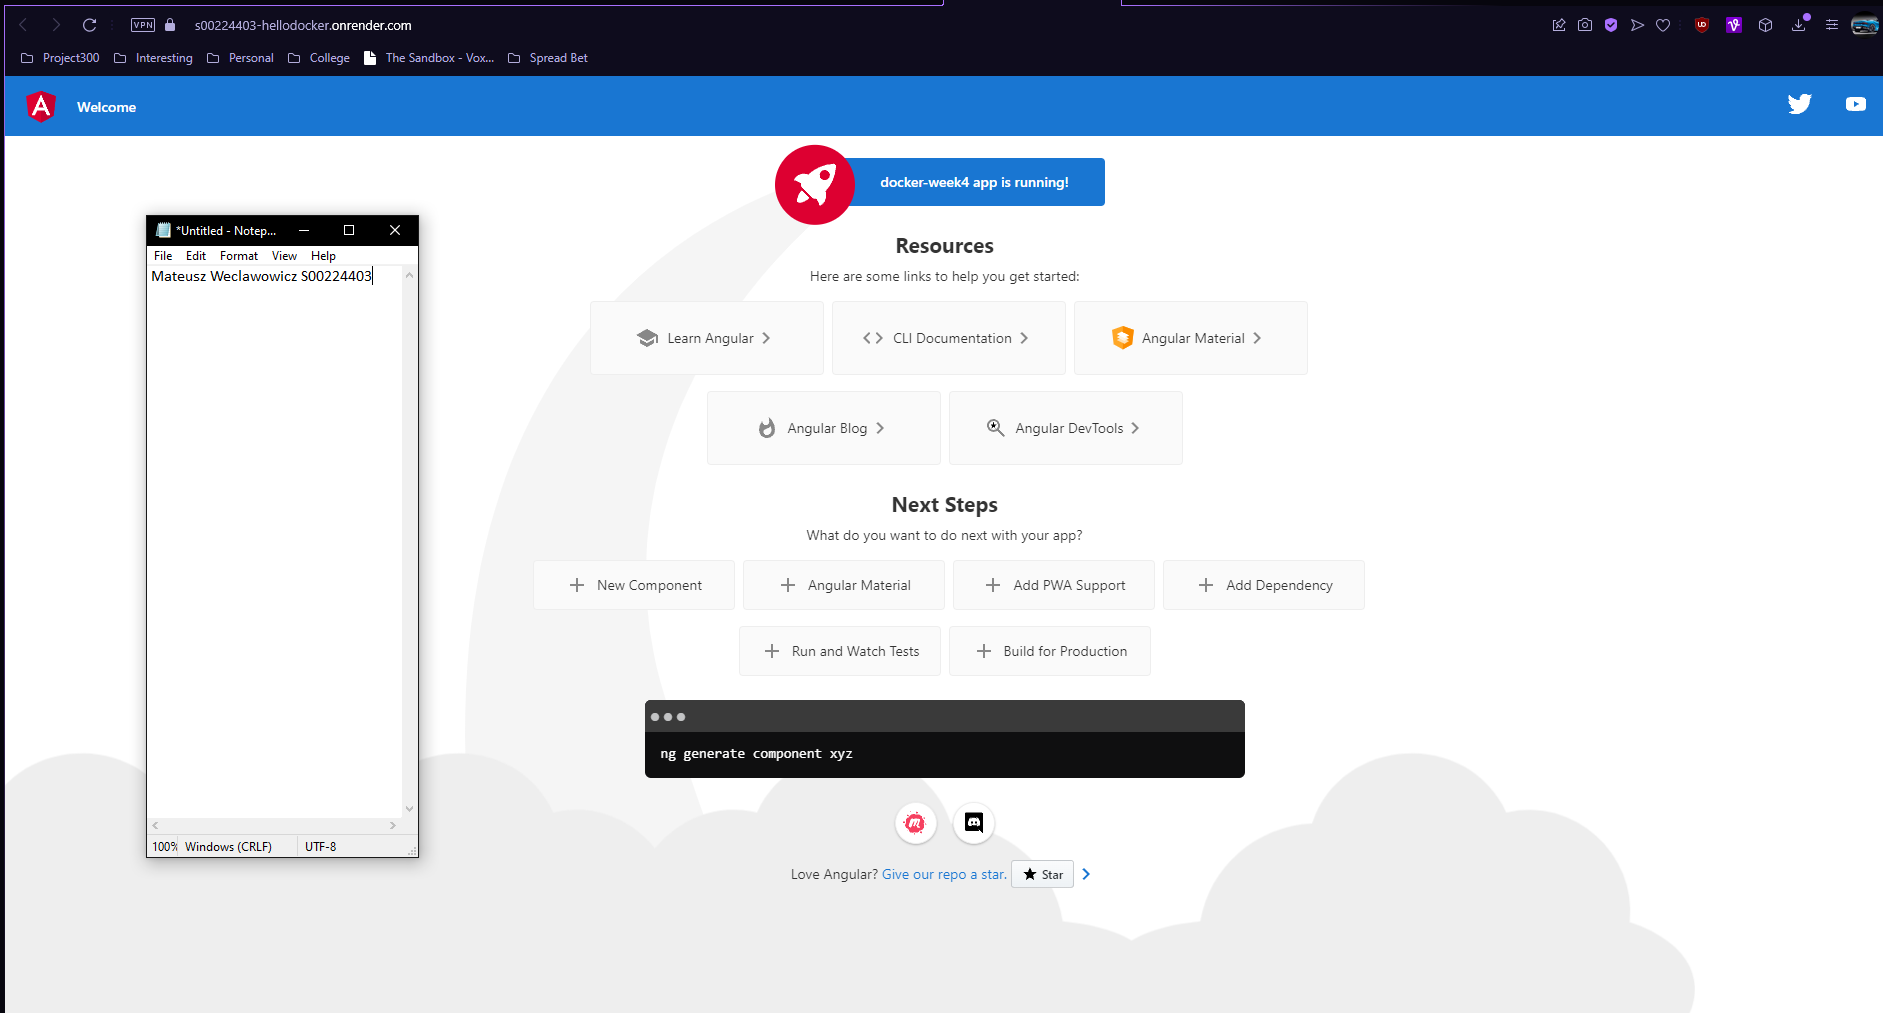 VPN s00224403-hellodocker.onrender.com
Project300 Interesting Personal College The Sandbox - Vox... Spread Bet
Welcome
docker-week4 app is running!
*Untitled - Notep...
File Edit Format View Help
Mateusz Weclawowicz S00224403
100% Windows (CRLF) UTF-8
Resources
Here are some links to help you get started:
Learn Angular CLI Documentation Angular Material
Angular Blog Angular DevTools
Next Steps
What do you want to do next with your app?
New Component Angular Material Add PWA Support Add Dependency
Run and Watch Tests Build for Production
ng generate component xyz
Love Angular? Give our repo a star. Star